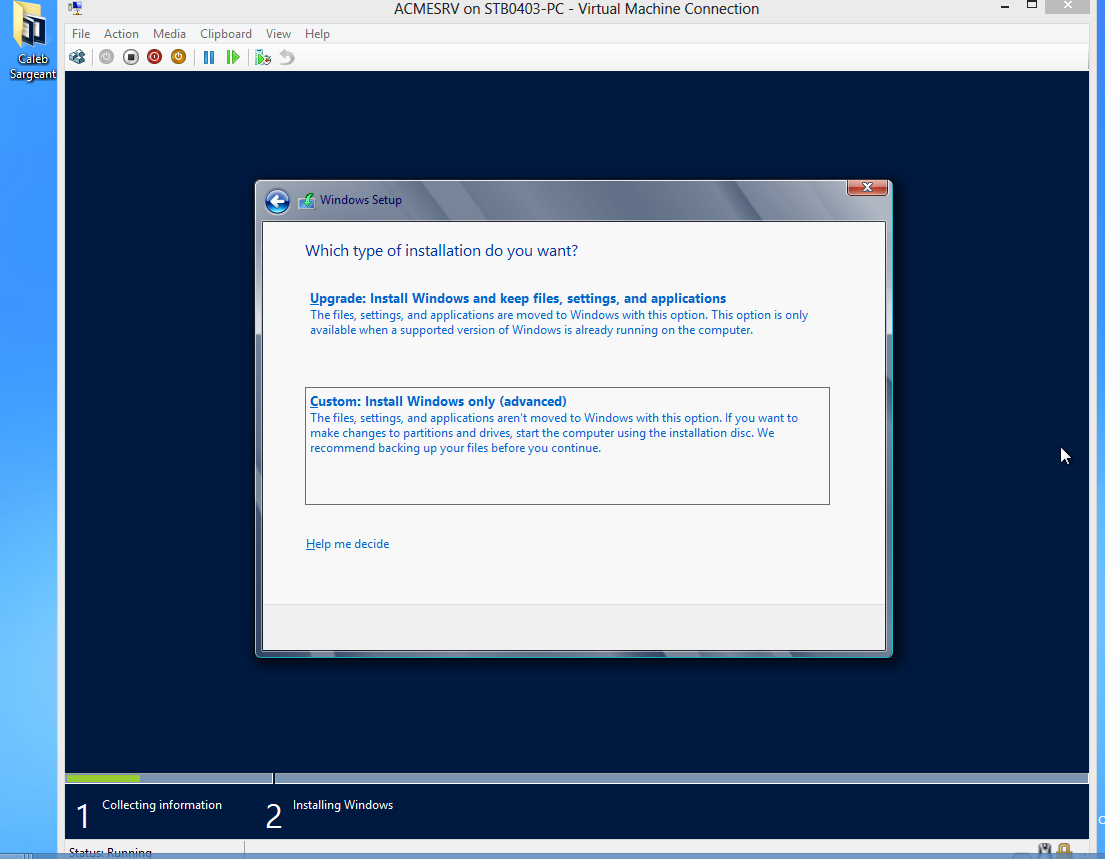 Caleb
Sargeant
ACMESRV on STB0403-PC - Virtual Machine Connection
File Action Media Clipboard View Help
Windows Setup
Which type of installation do you want?
Upgrade: Install Windows and keep files, settings, and applications
The files, settings, and applications are moved to Windows with this option. This option is only
available when a supported version of Windows is already running on the computer.
Custom: Install Windows only (advanced)
The files, settings, and applications aren't moved to Windows with this option. If you want to
make changes to partitions and drives, start the computer using the installation disc. We
recommend backing up your files before you continue.
Help me decide
1 Collecting information 2 Installing Windows
Status: Running